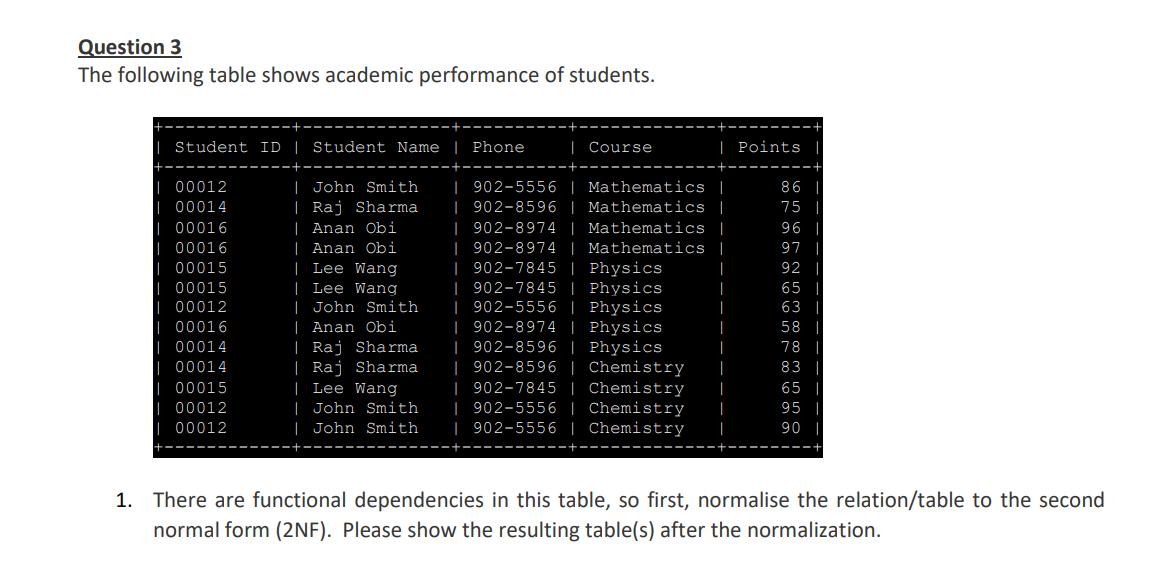 Question 3
The following table shows academic performance of students.
+------------+--------------+----------+-------------+--------+
| Student ID | Student Name | Phone | Course | Points |
+------------+--------------+----------+-------------+--------+
| 00012 | John Smith | 902-5556 | Mathematics | 86 |
| 00014 | Raj Sharma | 902-8596 | Mathematics | 75 |
| 00016 | Anan Obi | 902-8974 | Mathematics | 96 |
| 00016 | Anan Obi | 902-8974 | Mathematics | 97 |
| 00015 | Lee Wang | 902-7845 | Physics | 92 |
| 00015 | Lee Wang | 902-7845 | Physics | 65 |
| 00012 | John Smith | 902-5556 | Physics | 63 |
| 00016 | Anan Obi | 902-8974 | Physics | 58 |
| 00014 | Raj Sharma | 902-8596 | Physics | 78 |
| 00014 | Raj Sharma | 902-8596 | Chemistry | 83 |
| 00015 | Lee Wang | 902-7845 | Chemistry | 65 |
| 00012 | John Smith | 902-5556 | Chemistry | 95 |
| 00012 | John Smith | 902-5556 | Chemistry | 90 |
+------------+--------------+----------+-------------+--------+
1. There are functional dependencies in this table, so first, normalise the relation/table to the second
normal form (2NF). Please show the resulting table(s) after the normalization.